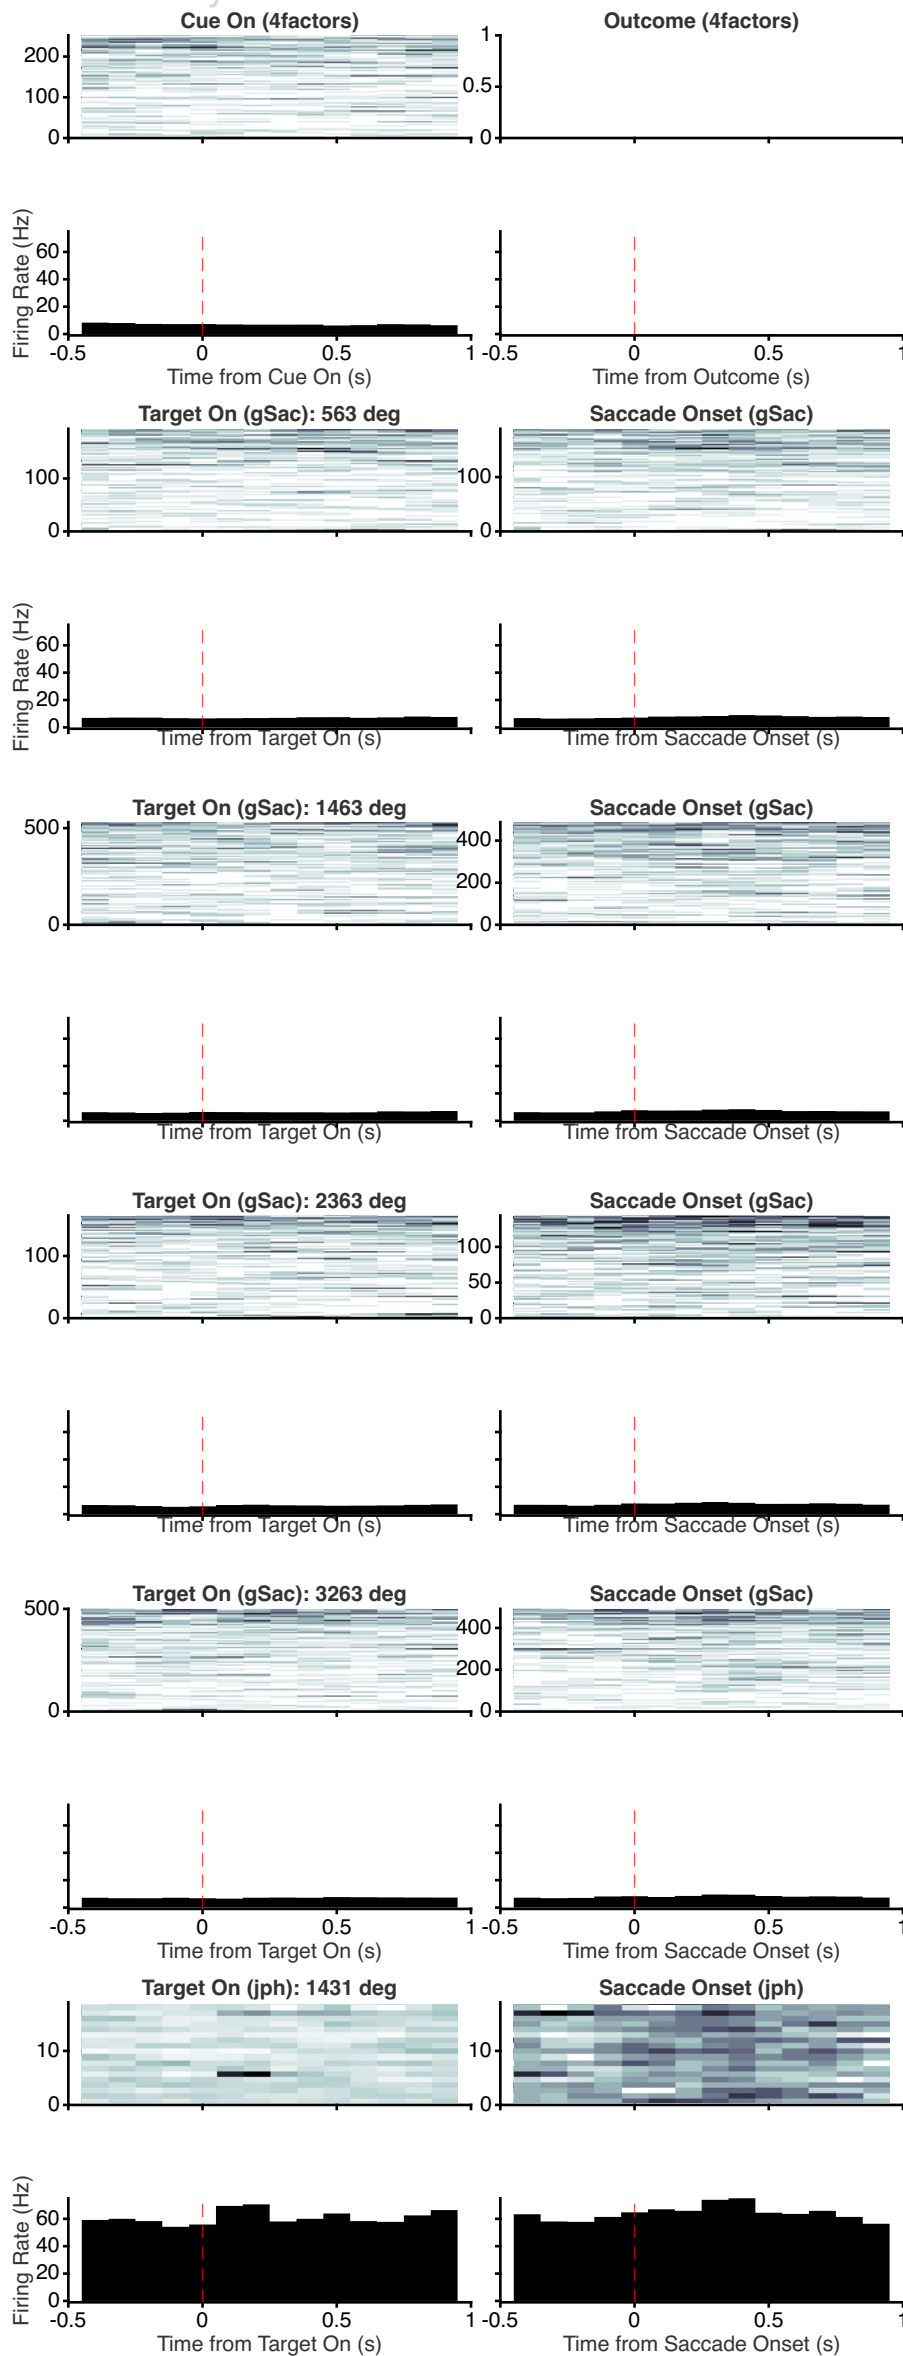 Cue On (4factors)
Outcome (4factors)
200
100
0
1
0.5
0
Firing Rate (Hz)
60
40
20
0
-0.5
0
0.5
1
-0.5
0
0.5
1
Time from Cue On (s)
Time from Outcome (s)
Target On (gSac): 563 deg
Saccade Onset (gSac)
100
0
100
0
Firing Rate (Hz)
60
40
20
0
Time from Target On (s)
Time from Saccade Onset (s)
Target On (gSac): 1463 deg
Saccade Onset (gSac)
500
0
400
200
0
Time from Target On (s)
Time from Saccade Onset (s)
Target On (gSac): 2363 deg
Saccade Onset (gSac)
100
0
100
50
0
Time from Target On (s)
Time from Saccade Onset (s)
Target On (gSac): 3263 deg
Saccade Onset (gSac)
500
0
400
200
0
-0.5
0
0.5
1
-0.5
0
0.5
1
Time from Target On (s)
Time from Saccade Onset (s)
Target On (jph): 1431 deg
Saccade Onset (jph)
10
0
10
0
Firing Rate (Hz)
60
40
20
0
-0.5
0
0.5
1
-0.5
0
0.5
1
Time from Target On (s)
Time from Saccade Onset (s)